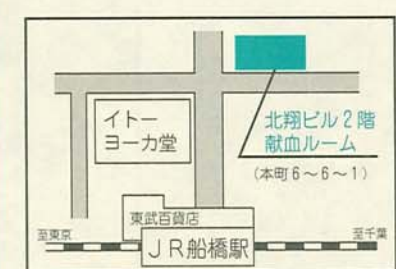 イトー
ヨーカ堂
北翔ビル2階
献血ルーム
(本町6〜6〜1)
東武百貨店
至東京
至千葉
JR船橋駅